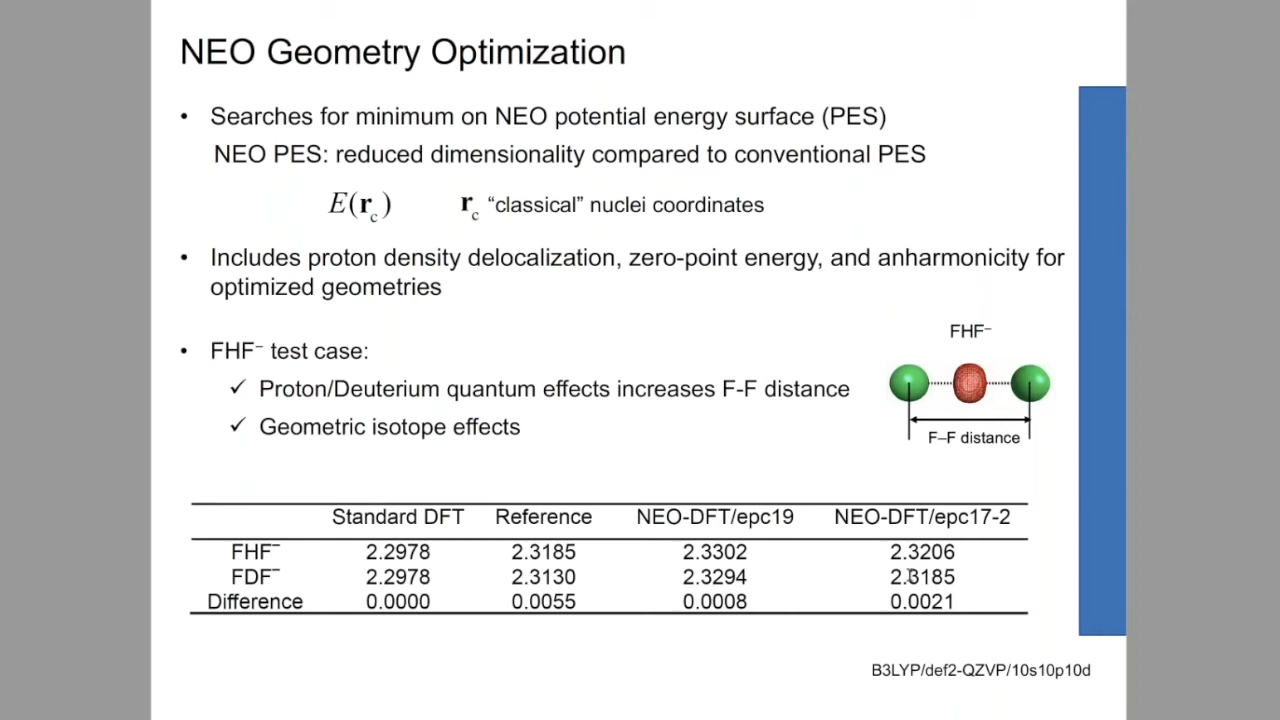 NEO Geometry Optimization
• Searches for minimum on NEO potential energy surface (PES)
NEO PES: reduced dimensionality compared to conventional PES
E(r_c) r_c “classical” nuclei coordinates
• Includes proton density delocalization, zero-point energy, and anharmonicity for
optimized geometries
FHF⁻
• FHF⁻ test case:
✓ Proton/Deuterium quantum effects increases F-F distance
✓ Geometric isotope effects
F–F distance
Standard DFT Reference NEO-DFT/epc19 NEO-DFT/epc17-2
FHF⁻ 2.2978 2.3185 2.3302 2.3206
FDF⁻ 2.2978 2.3130 2.3294 2.3185
Difference 0.0000 0.0055 0.0008 0.0021
B3LYP/def2-QZVP/10s10p10d